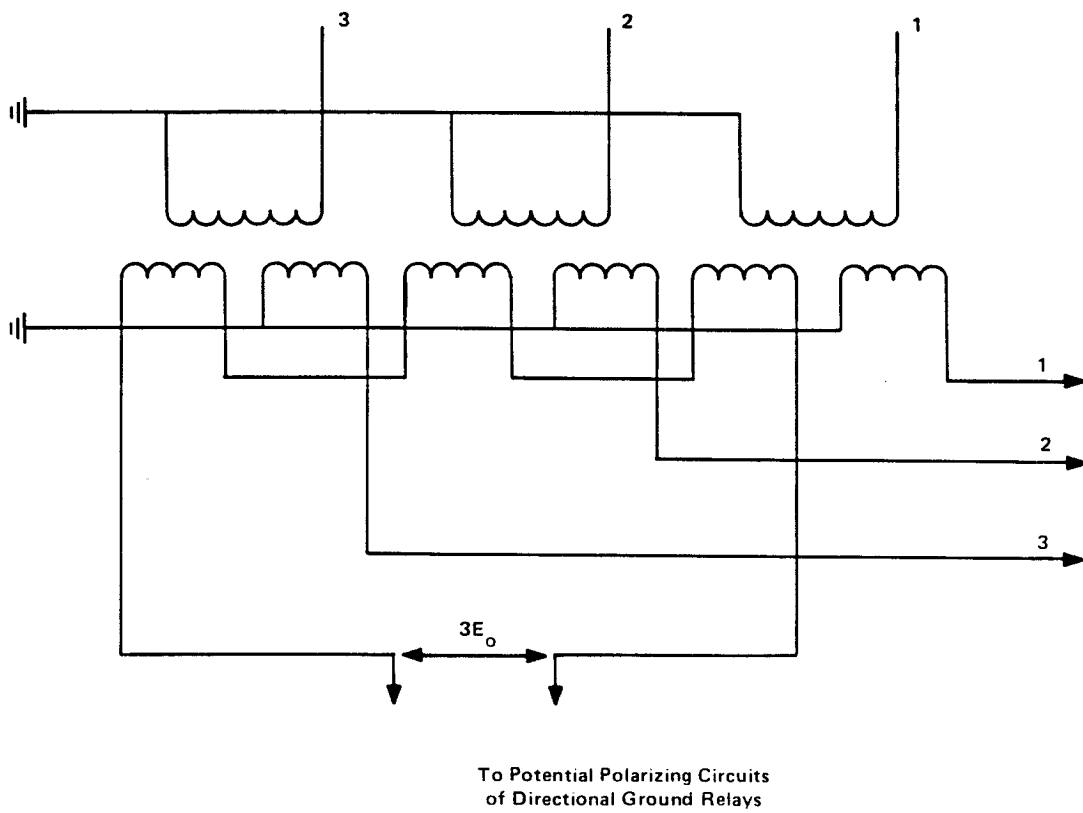 3
2
1
1
2
3
3E₀
To Potential Polarizing Circuits
of Directional Ground Relays